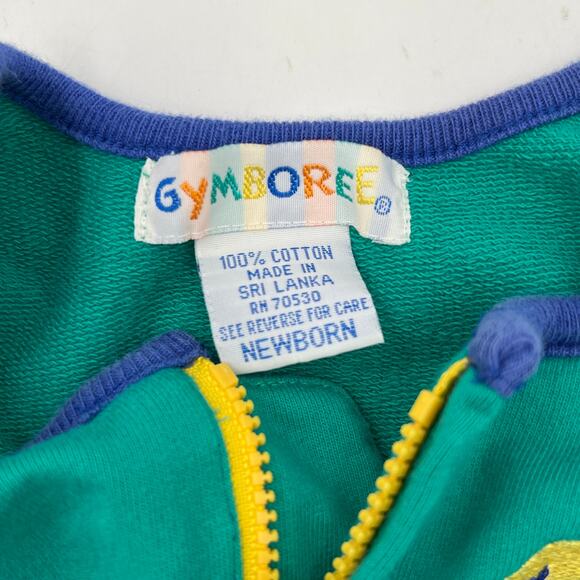 GYMBOREE®
100% COTTON
MADE IN
SRI LANKA
RN 70530
SEE REVERSE FOR CARE
NEWBORN